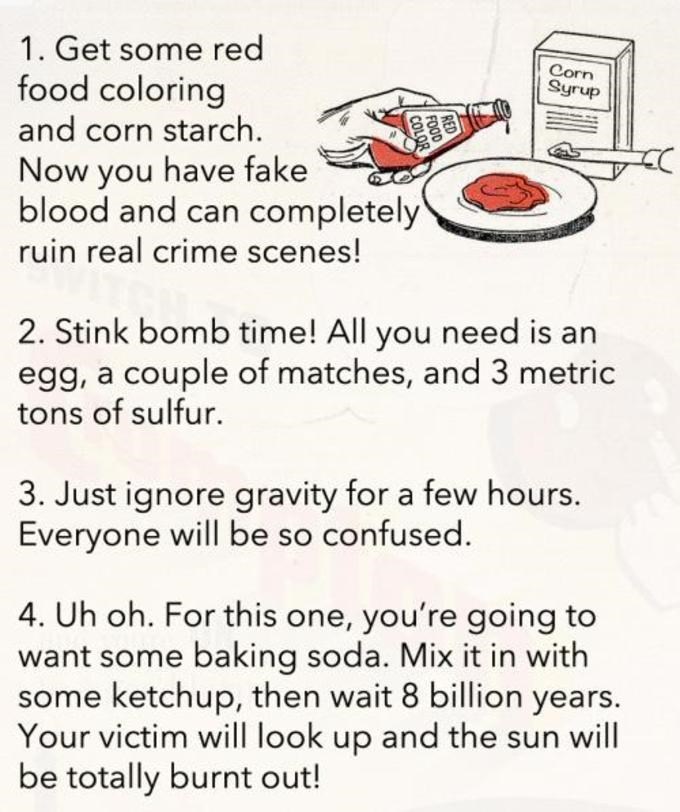 1. Get some red
food coloring
and corn starch.
Now you have fake
blood and can completely
ruin real crime scenes!
RED
FOOD
COLOR
Corn
Syrup
2. Stink bomb time! All you need is an
egg, a couple of matches, and 3 metric
tons of sulfur.
3. Just ignore gravity for a few hours.
Everyone will be so confused.
4. Uh oh. For this one, you're going to
want some baking soda. Mix it in with
some ketchup, then wait 8 billion years.
Your victim will look up and the sun will
be totally burnt out!